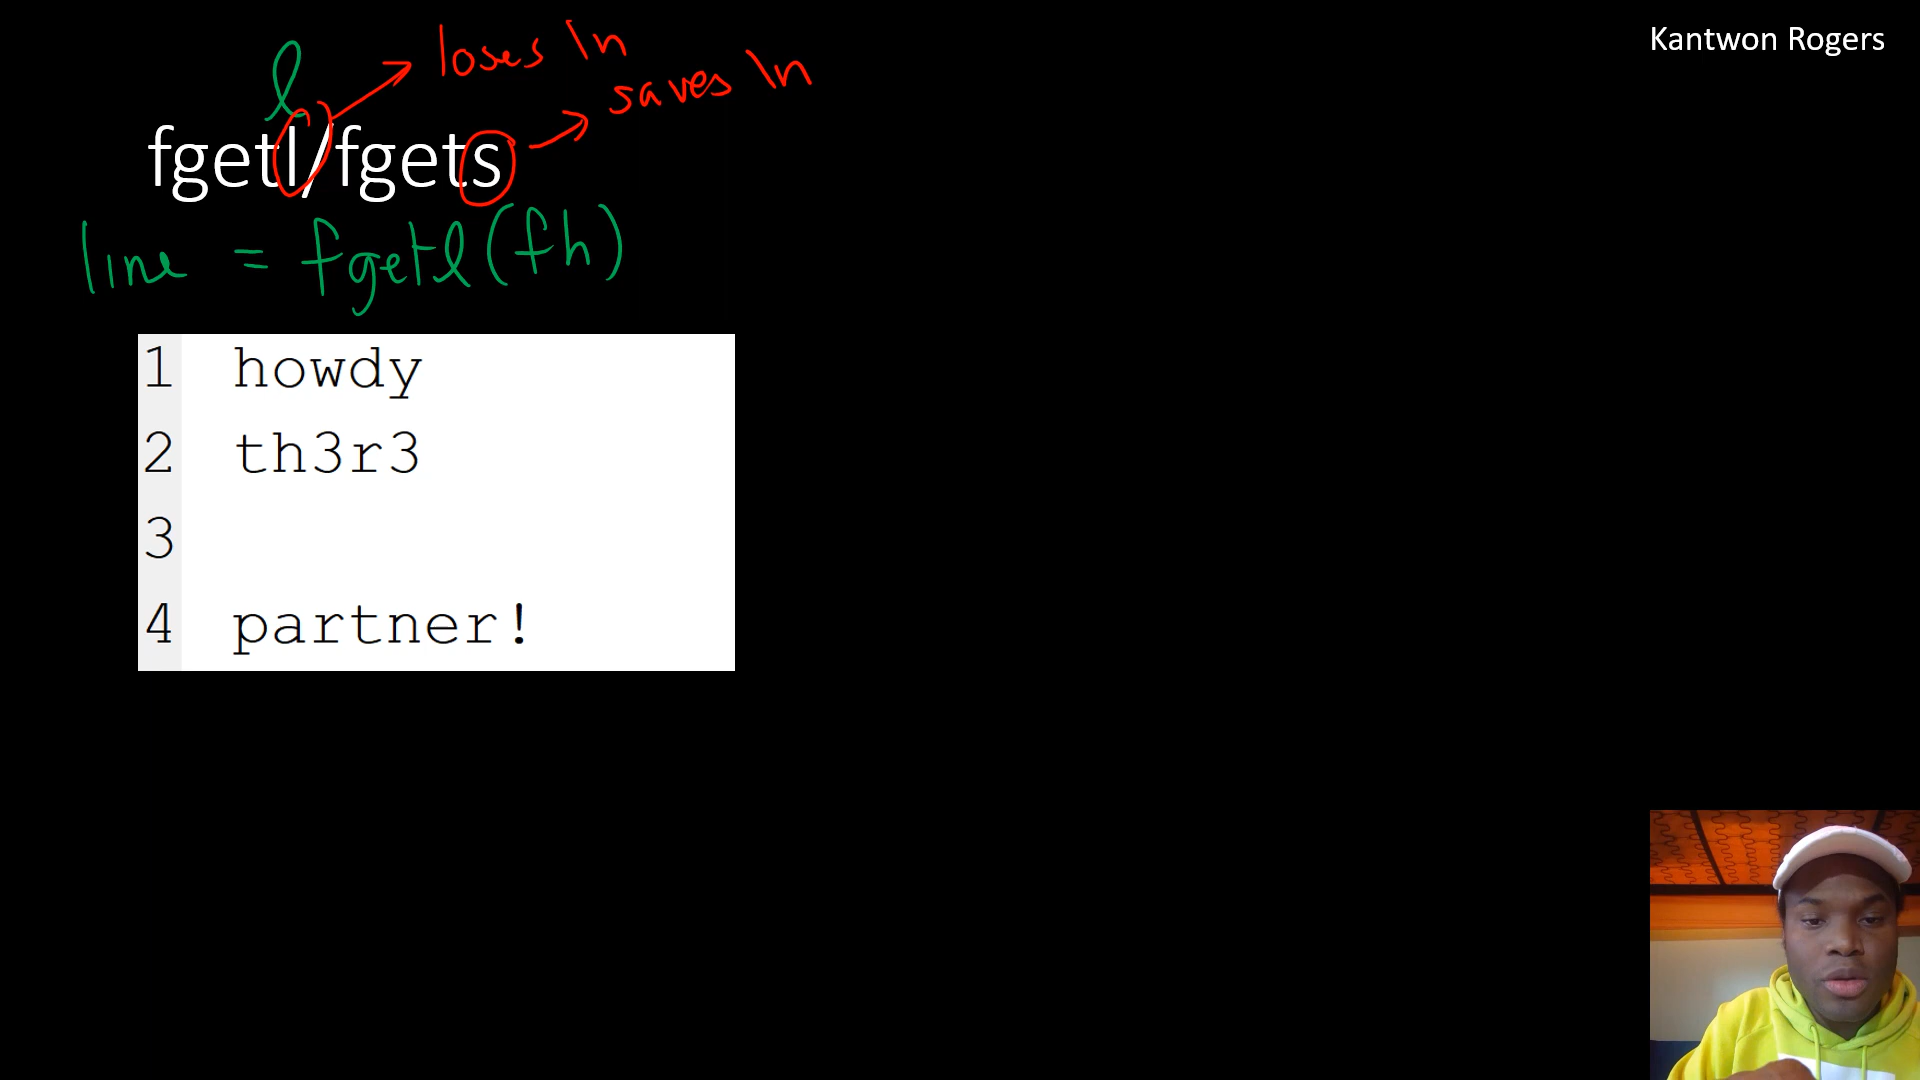 Kantwon Rogers
l
loses \n
saves \n
fgetl/fgets
line = fgetl(fh)
1 howdy
2 th3r3
3
4 partner!